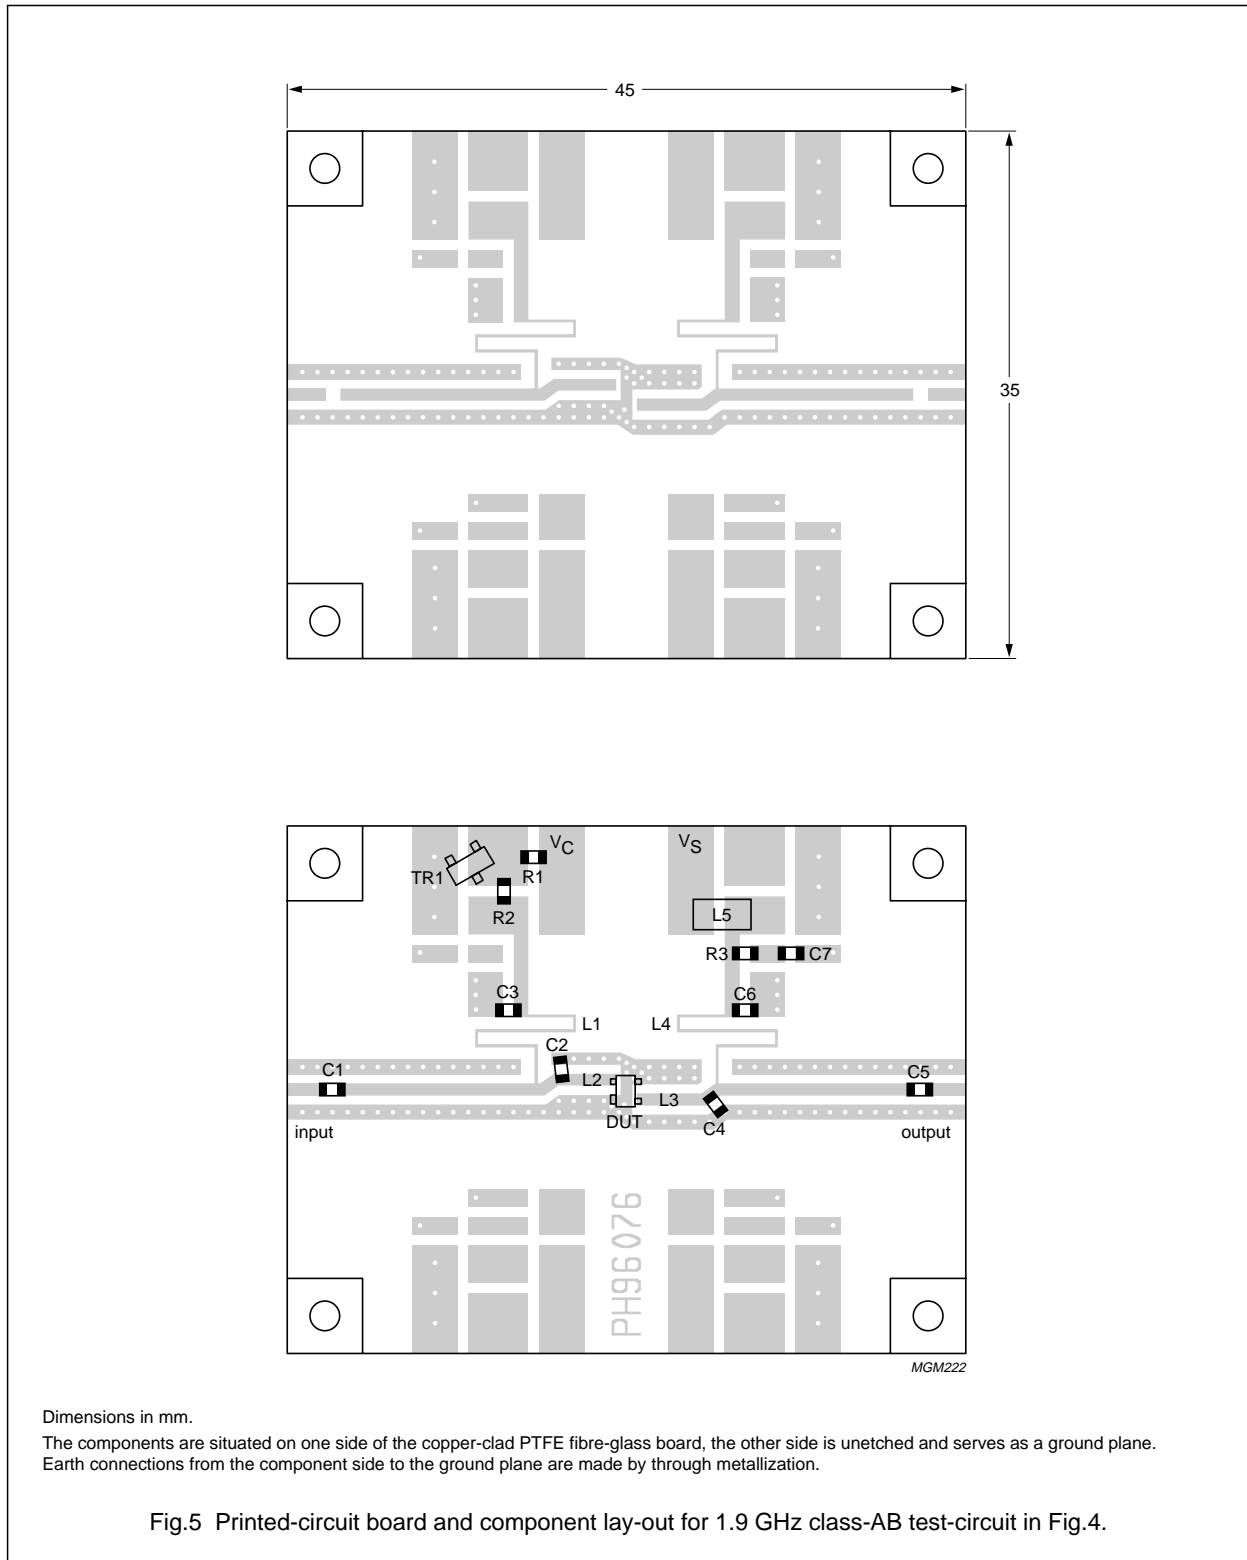 45
35
VC
VS
TR1
R1
R2
L5
R3
C7
C3
C6
L1
L4
C2
C1
L2
C5
L3
DUT
C4
input
output
PH96076
MGM222
Dimensions in mm.
The components are situated on one side of the copper-clad PTFE fibre-glass board, the other side is unetched and serves as a ground plane.
Earth connections from the component side to the ground plane are made by through metallization.
Fig.5 Printed-circuit board and component lay-out for 1.9 GHz class-AB test-circuit in Fig.4.